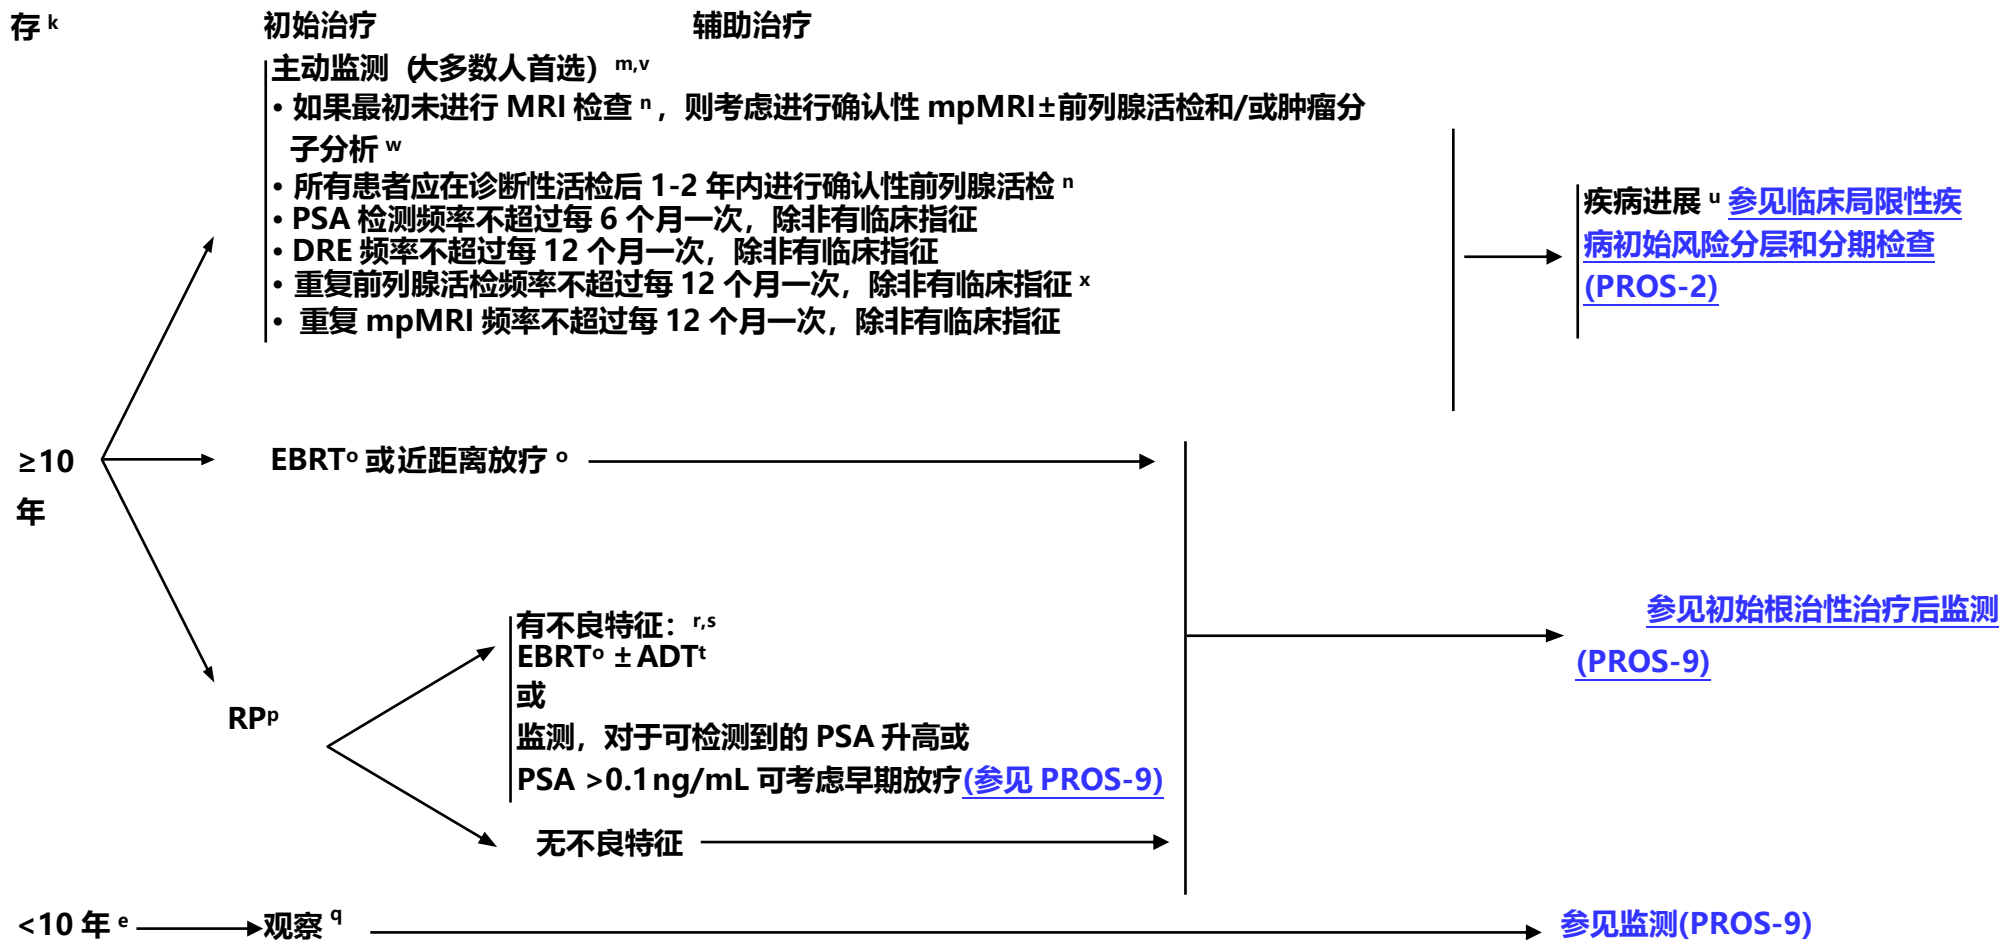 存 k 初始治疗 辅助治疗
主动监测（大多数人首选）m,v
• 如果最初未进行 MRI 检查 n ，则考虑进行确认性 mpMRI±前列腺活检和/或肿瘤分
子分析 w
• 所有患者应在诊断性活检后 1-2 年内进行确认性前列腺活检 n
• PSA 检测频率不超过每 6 个月一次，除非有临床指征
• DRE 频率不超过每 12 个月一次，除非有临床指征
• 重复前列腺活检频率不超过每 12 个月一次，除非有临床指征 x
• 重复 mpMRI 频率不超过每 12 个月一次，除非有临床指征
疾病进展 u 参见临床局限性疾
病初始风险分层和分期检查
(PROS-2)
≥10
年
EBRTo 或近距离放疗 o
RPp
有不良特征：r,s
EBRTo ± ADTt
或
监测，对于可检测到的 PSA 升高或
PSA >0.1ng/mL 可考虑早期放疗(参见 PROS-9)
无不良特征
参见初始根治性治疗后监测
(PROS-9)
<10 年 e 观察 q 参见监测(PROS-9)